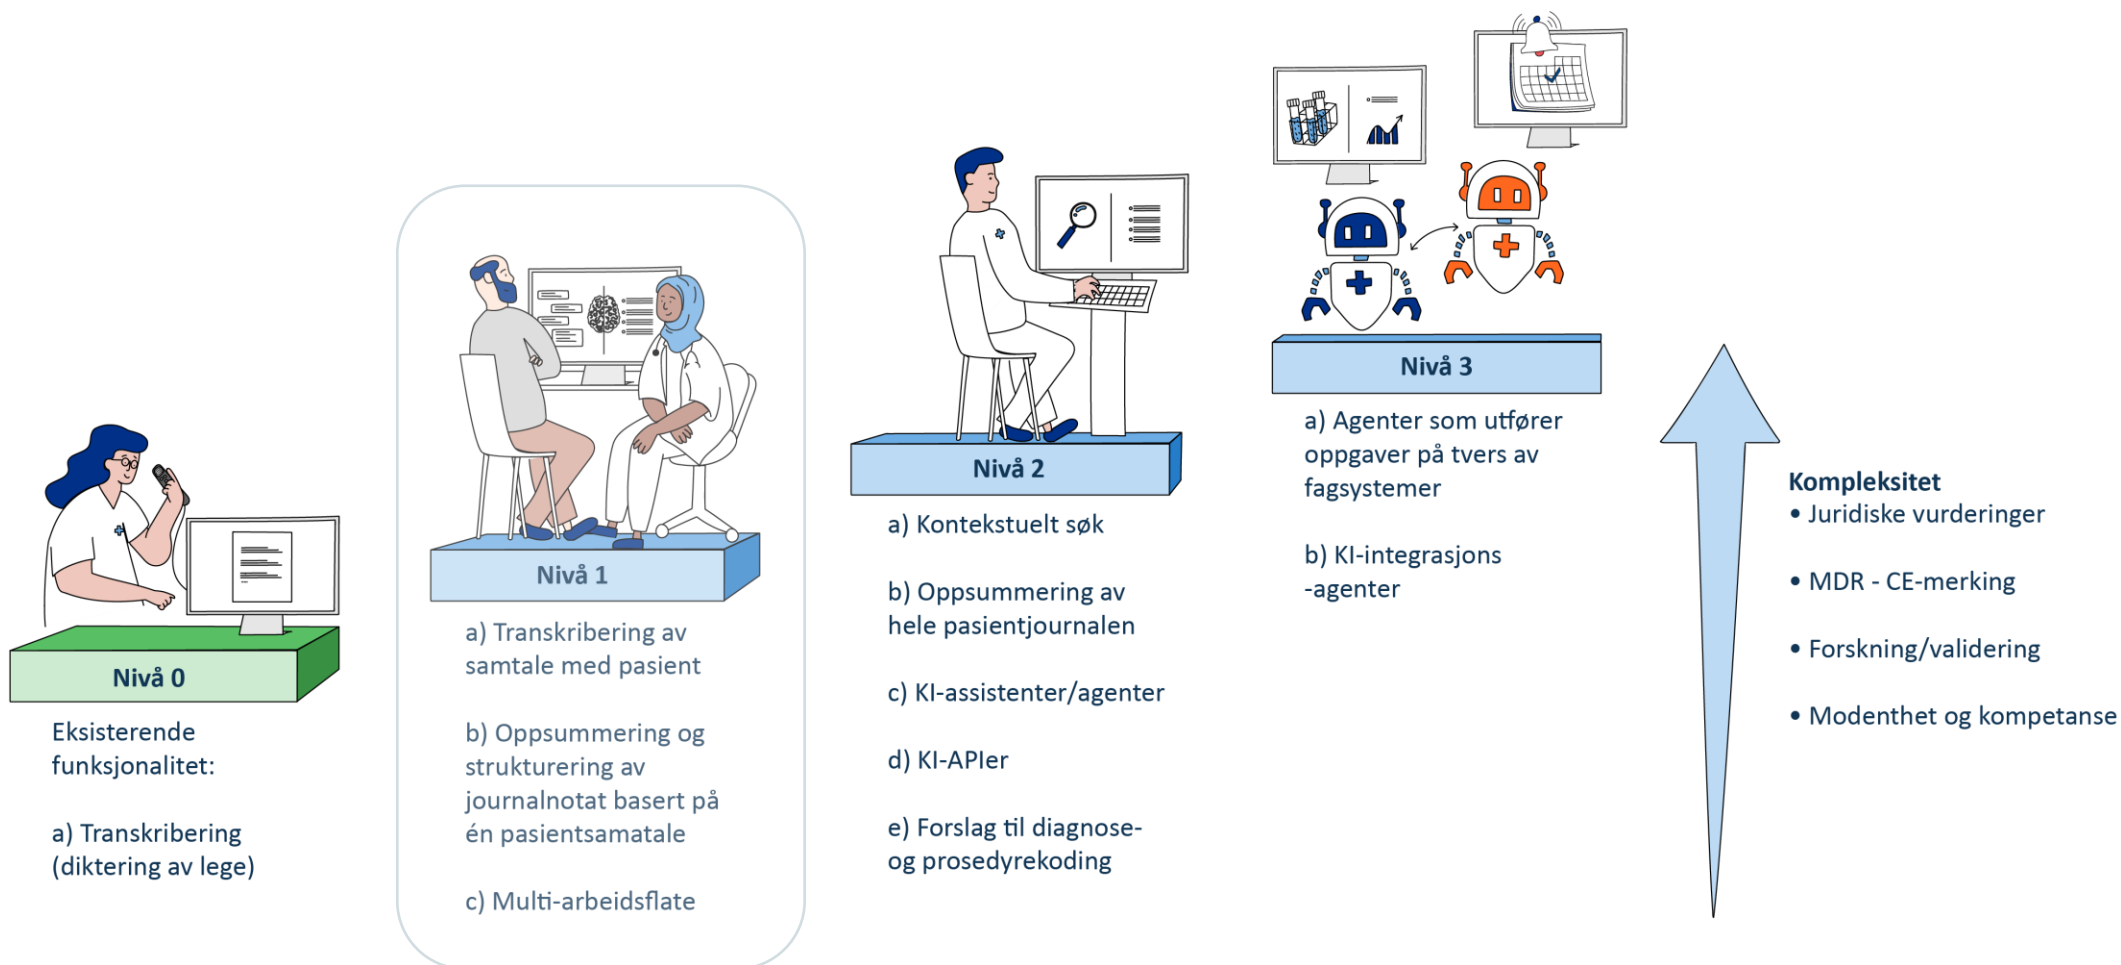 Nivå 0
Eksisterende
funksjonalitet:
a) Transkribering
(diktering av lege)
Nivå 1
a) Transkribering av
samtale med pasient
b) Oppsummering og
strukturering av
journalnotat basert på
én pasientsamatale
c) Multi-arbeidsflate
Nivå 2
a) Kontekstuelt søk
b) Oppsummering av
hele pasientjournalen
c) KI-assistenter/agenter
d) KI-APIer
e) Forslag til diagnose-
og prosedyrekoding
Nivå 3
a) Agenter som utfører
oppgaver på tvers av
fagsystemer
b) KI-integrasjons
-agenter
Kompleksitet
• Juridiske vurderinger
• MDR - CE-merking
• Forskning/validering
• Modenthet og kompetanse